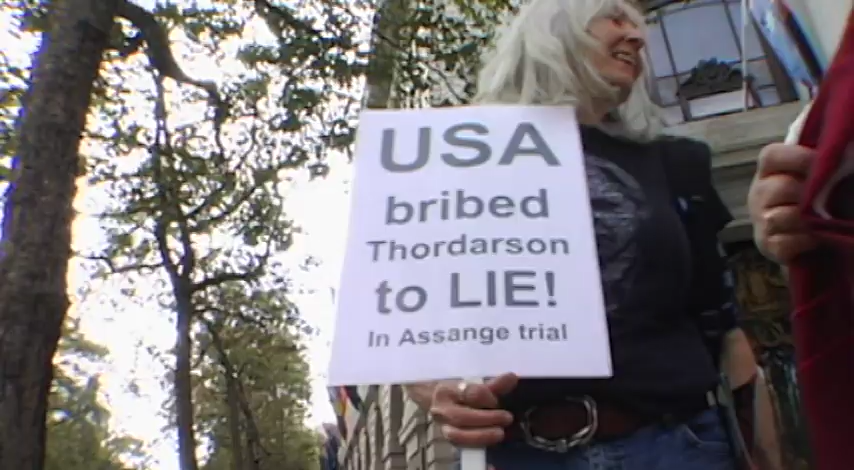 USA
bribed
Thordarson
to LIE!
In Assange trial